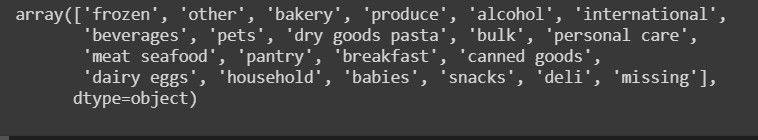 array(['frozen', 'other', 'bakery', 'produce', 'alcohol', 'international',
'beverages', 'pets', 'dry goods pasta', 'bulk', 'personal care',
'meat seafood', 'pantry', 'breakfast', 'canned goods',
'dairy eggs', 'household', 'babies', 'snacks', 'deli', 'missing'],
dtype=object)